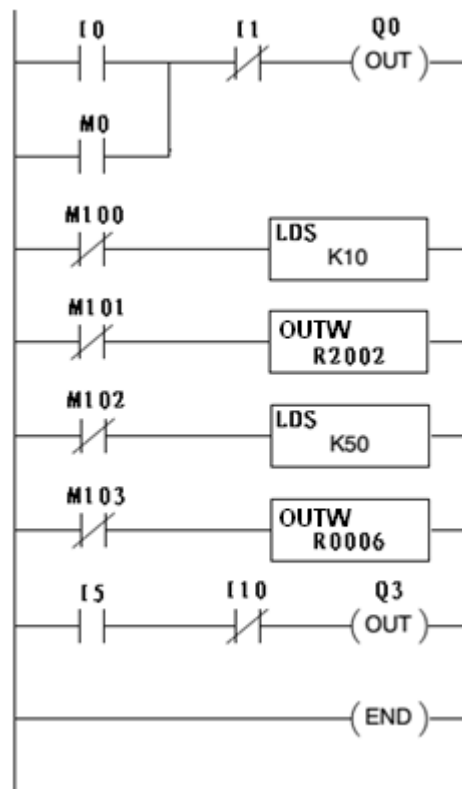 I0 I1 Q0
OUT
M0
M100
LDS
K10
M101
OUTW
R2002
M102
LDS
K50
M103
OUTW
R0006
I5 I10 Q3
OUT
END